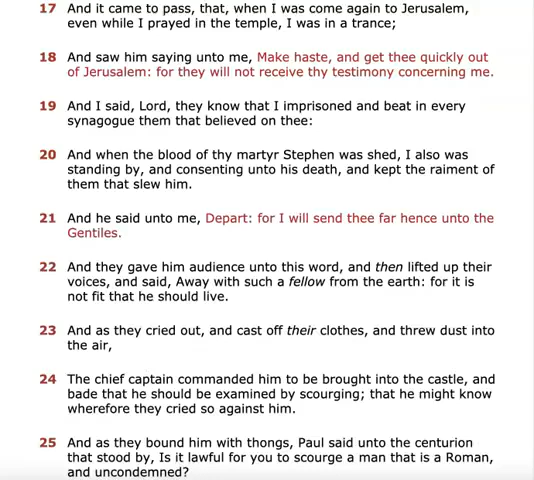 17 And it came to pass, that, when I was come again to Jerusalem,
even while I prayed in the temple, I was in a trance;
18 And saw him saying unto me, Make haste, and get thee quickly out
of Jerusalem: for they will not receive thy testimony concerning me.
19 And I said, Lord, they know that I imprisoned and beat in every
synagogue them that believed on thee:
20 And when the blood of thy martyr Stephen was shed, I also was
standing by, and consenting unto his death, and kept the raiment of
them that slew him.
21 And he said unto me, Depart: for I will send thee far hence unto the
Gentiles.
22 And they gave him audience unto this word, and then lifted up their
voices, and said, Away with such a fellow from the earth: for it is
not fit that he should live.
23 And as they cried out, and cast off their clothes, and threw dust into
the air,
24 The chief captain commanded him to be brought into the castle, and
bade that he should be examined by scourging; that he might know
wherefore they cried so against him.
25 And as they bound him with thongs, Paul said unto the centurion
that stood by, Is it lawful for you to scourge a man that is a Roman,
and uncondemned?